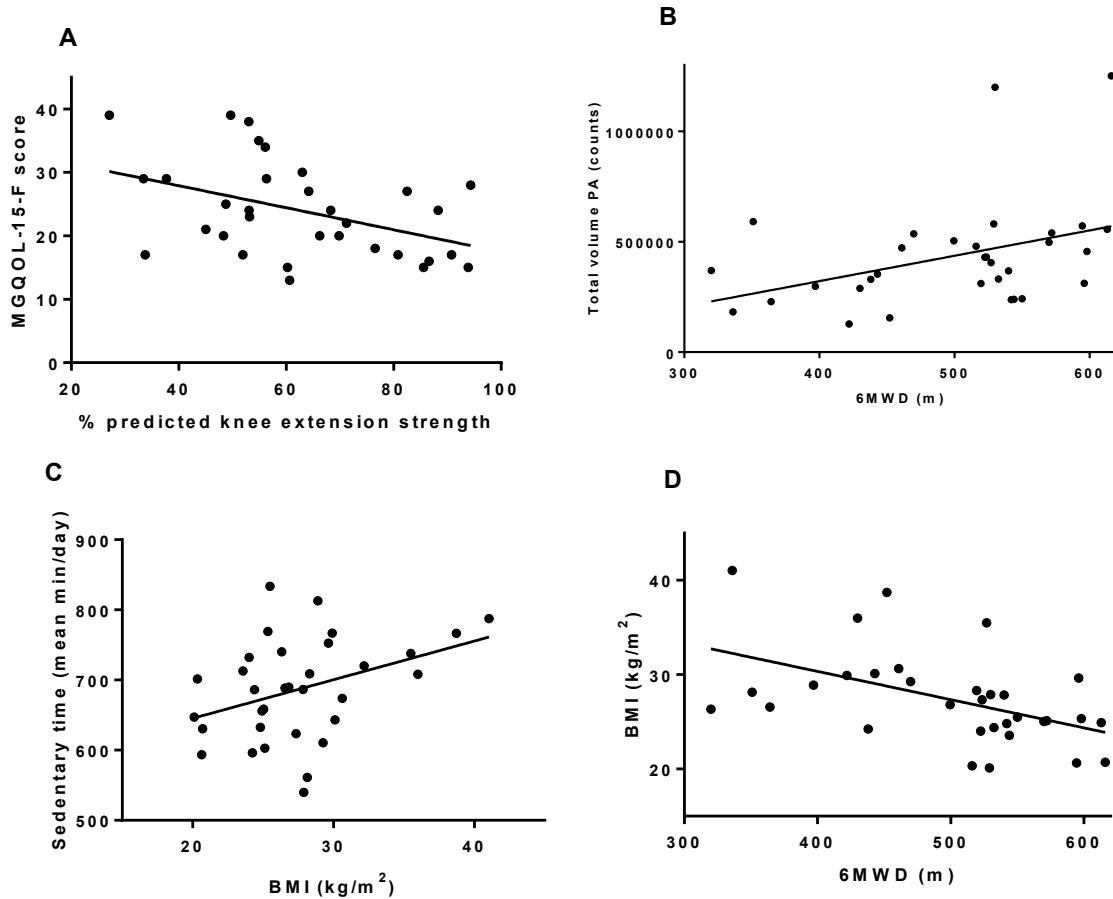 A
MGQOL-15-F score
40
30
20
10
0
20 40 60 80 100
% predicted knee extension strength
B
Total volume PA (counts)
1000000
500000
0
300 400 500 600
6MWD (m)
C
Sedentary time (mean min/day)
900
800
700
600
500
20 30 40
BMI (kg/m²)
D
BMI (kg/m²)
40
30
20
300 400 500 600
6MWD (m)